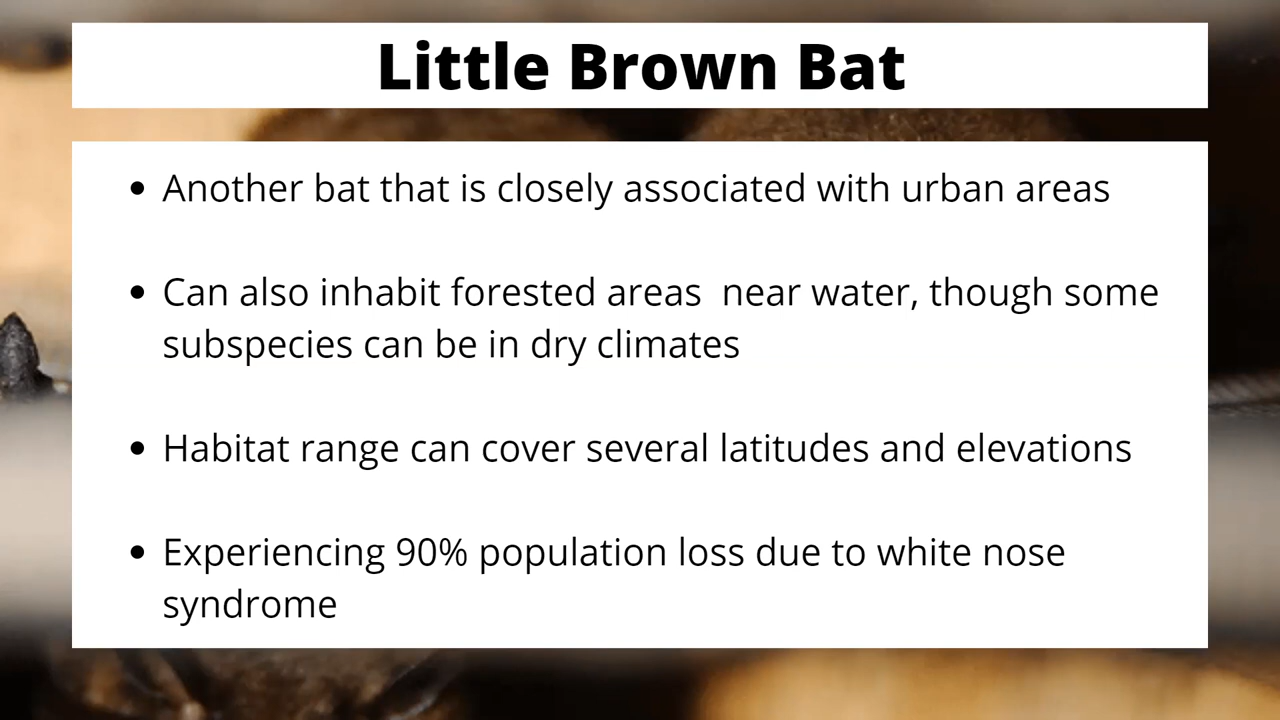 Little Brown Bat
• Another bat that is closely associated with urban areas
• Can also inhabit forested areas  near water, though some
subspecies can be in dry climates
• Habitat range can cover several latitudes and elevations
• Experiencing 90% population loss due to white nose
syndrome